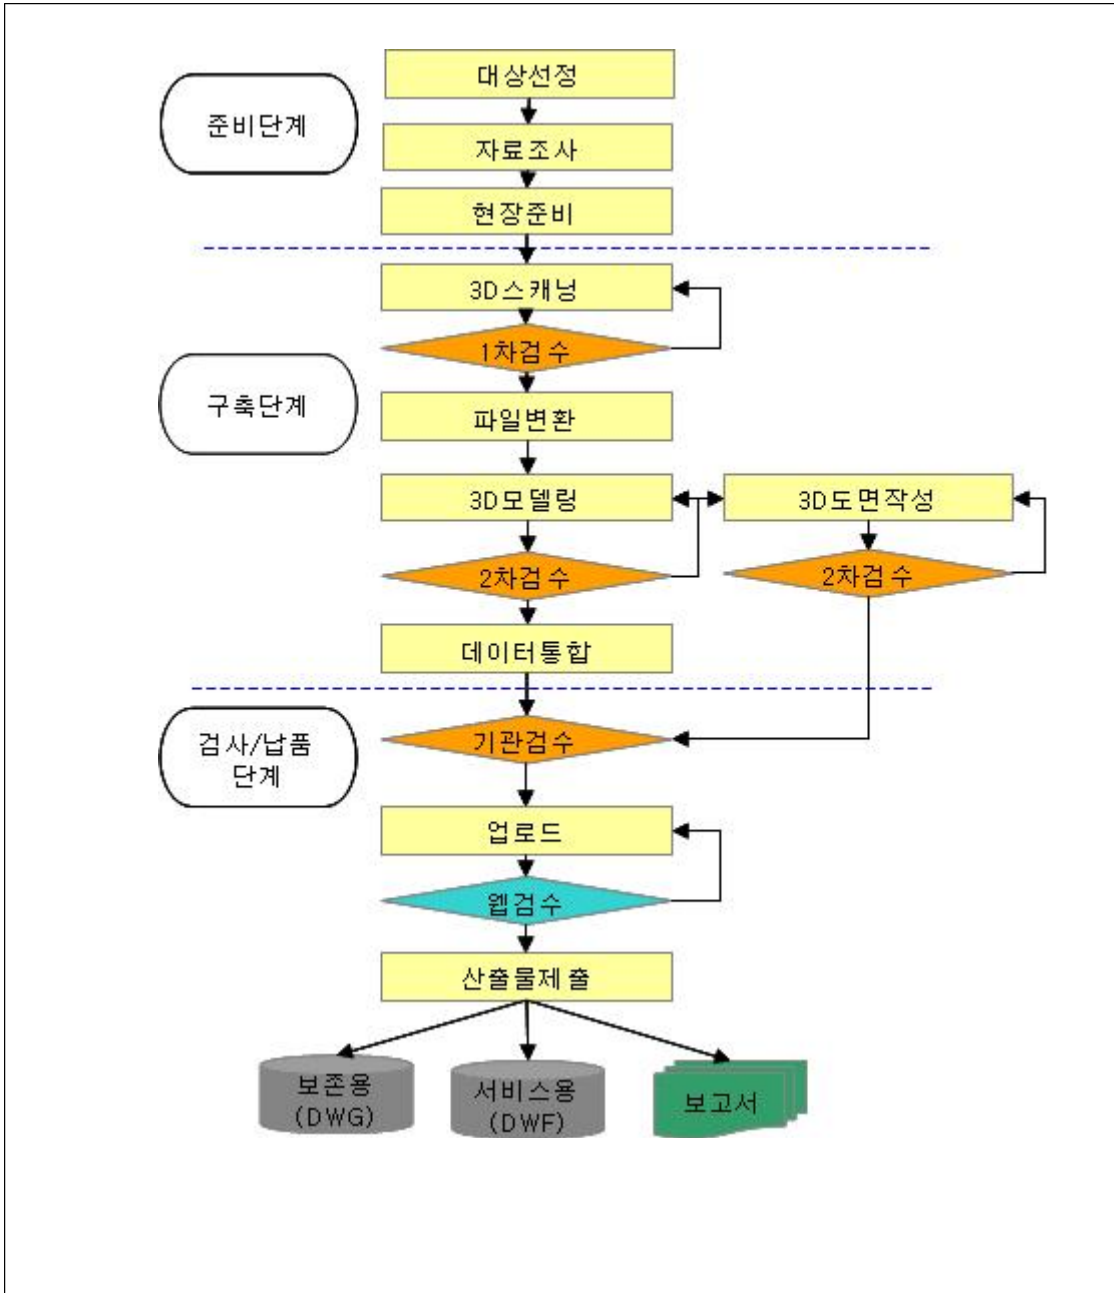 대상선정
준비단계
자료조사
현장준비
3D스캐닝
1차검수
구축단계
파일변환
3D모델링
3D도면작성
2차검수
2차검수
데이터통합
검사/납품
단계
기관검수
업로드
웹검수
산출물제출
보존용
(DWG)
서비스용
(DWF)
보고서